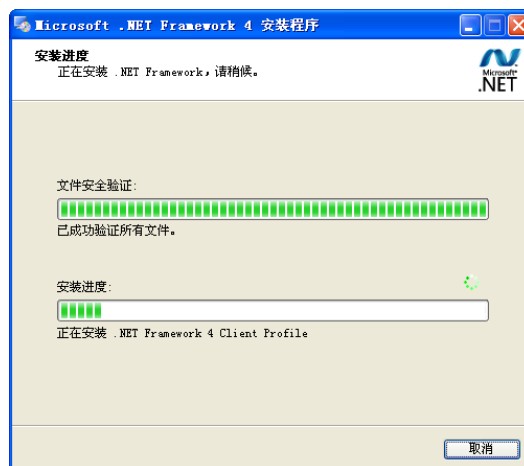 Microsoft .NET Framework 4 安装程序
安装进度
正在安装 .NET Framework，请稍候。
Microsoft
.NET
文件安全验证:
已成功验证所有文件。
安装进度:
正在安装 .NET Framework 4 Client Profile
取消